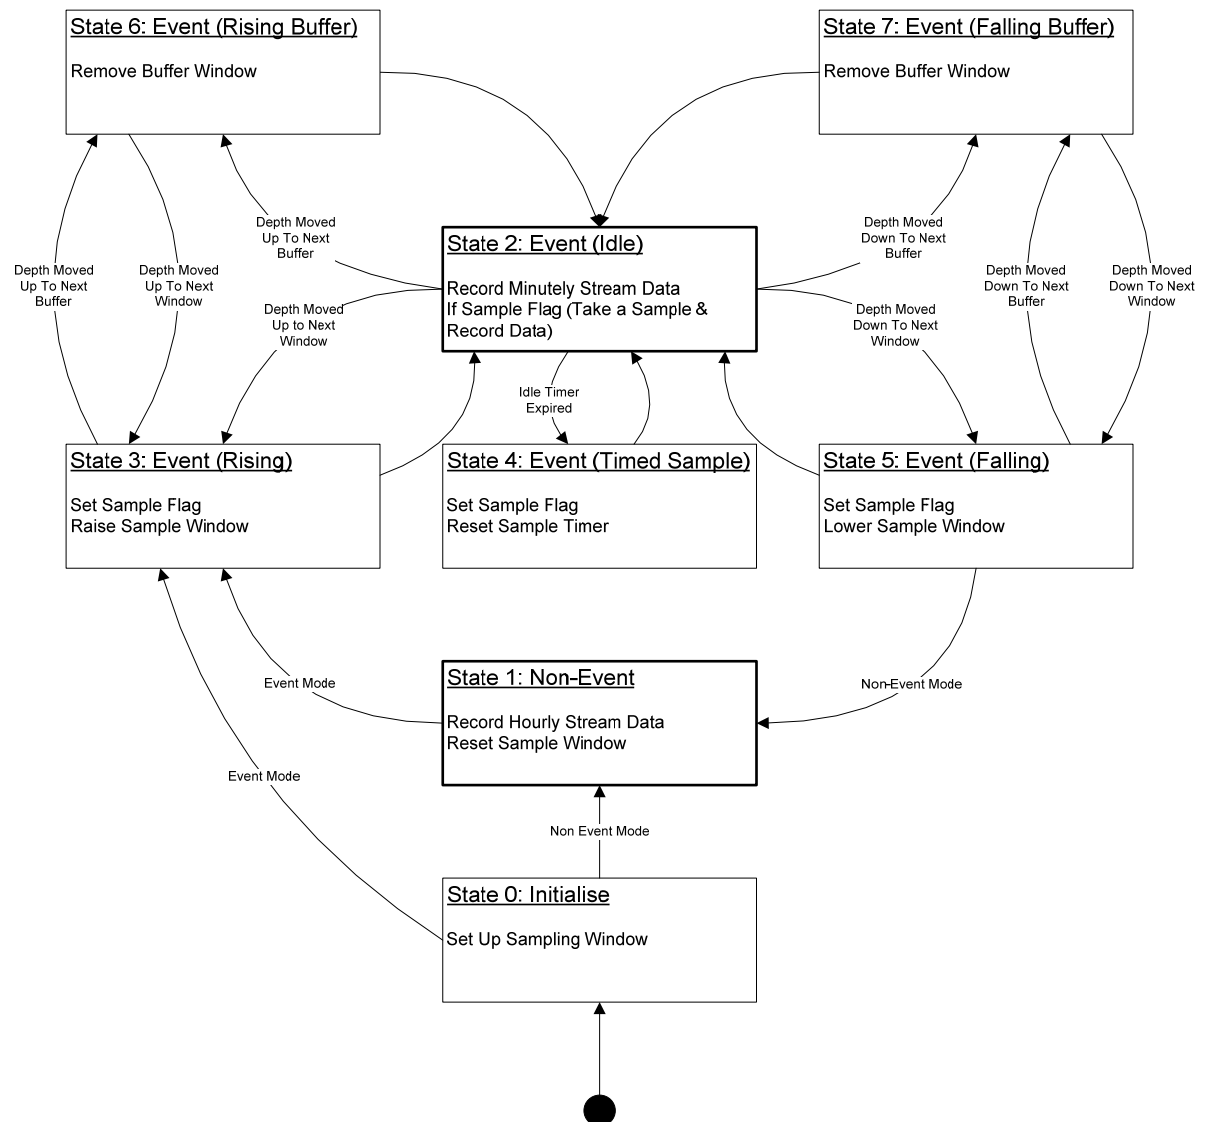 State 6: Event (Rising Buffer)
Remove Buffer Window
State 7: Event (Falling Buffer)
Remove Buffer Window
Depth Moved
Up To Next
Buffer
Depth Moved
Down To Next
Buffer
State 2: Event (Idle)
Record Minutely Stream Data
If Sample Flag (Take a Sample &
Record Data)
Depth Moved
Up To Next
Buffer
Depth Moved
Up To Next
Window
Depth Moved
Up to Next
Window
Depth Moved
Down To Next
Window
Depth Moved
Down To Next
Buffer
Depth Moved
Down To Next
Window
Idle Timer
Expired
State 3: Event (Rising)
Set Sample Flag
Raise Sample Window
State 4: Event (Timed Sample)
Set Sample Flag
Reset Sample Timer
State 5: Event (Falling)
Set Sample Flag
Lower Sample Window
Event Mode
State 1: Non-Event
Record Hourly Stream Data
Reset Sample Window
Non-Event Mode
Event Mode
Non Event Mode
State 0: Initialise
Set Up Sampling Window